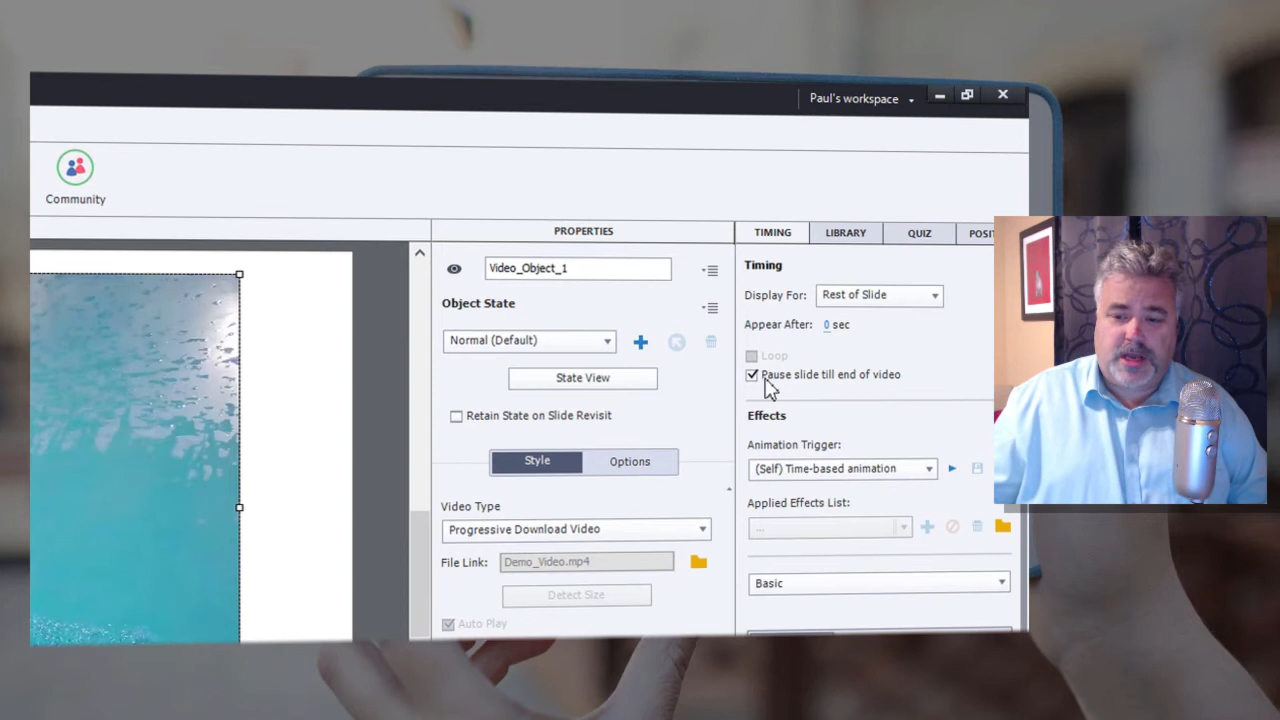 Paul's workspace
Community
PROPERTIES
TIMING
LIBRARY
QUIZ
POSIT
Video_Object_1
Timing
Object State
Display For:
Rest of Slide
Appear After:
0 sec
Normal (Default)
Loop
State View
Pause slide till end of video
Retain State on Slide Revisit
Effects
Style
Options
Animation Trigger:
(Self) Time-based animation
Video Type
Applied Effects List:
Progressive Download Video
...
File Link:
Demo_Video.mp4
Detect Size
Basic
Auto Play